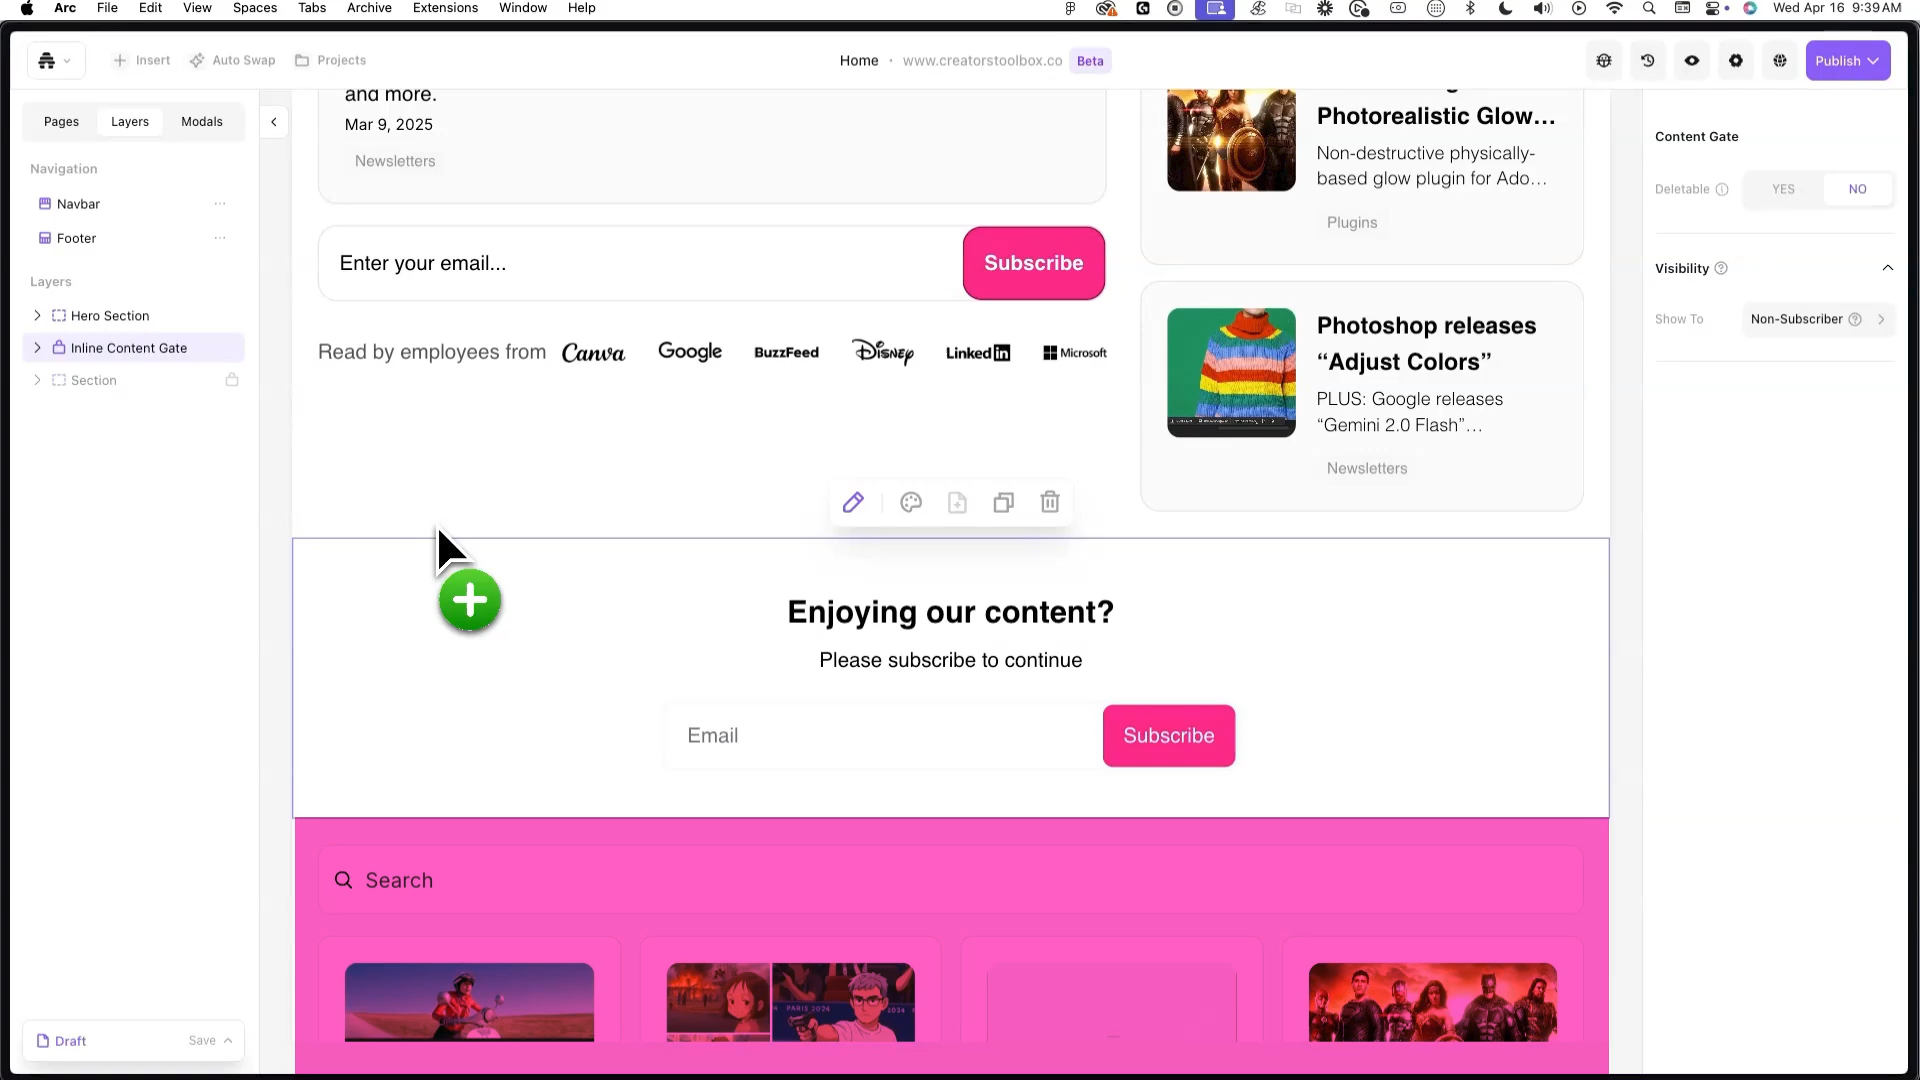 Arc File Edit View Spaces Tabs Archive Extensions Window Help
Wed Apr 16 9:39 AM
Insert Auto Swap Projects
Home · www.creatorstoolbox.co Beta
Publish
Pages Layers Modals
Navigation
Navbar
Footer
Layers
Hero Section
Inline Content Gate
Section
Draft Save
and more.
Mar 9, 2025
Newsletters
Enter your email...
Subscribe
Read by employees from Canva Google BuzzFeed Disney Linkedin Microsoft
Photorealistic Glow...
Non-destructive physically-
based glow plugin for Ado...
Plugins
Photoshop releases
“Adjust Colors”
PLUS: Google releases
“Gemini 2.0 Flash”...
Newsletters
Enjoying our content?
Please subscribe to continue
Email
Subscribe
Search
PARIS 2024
2024
Content Gate
Deletable YES NO
Visibility
Show To Non-Subscriber